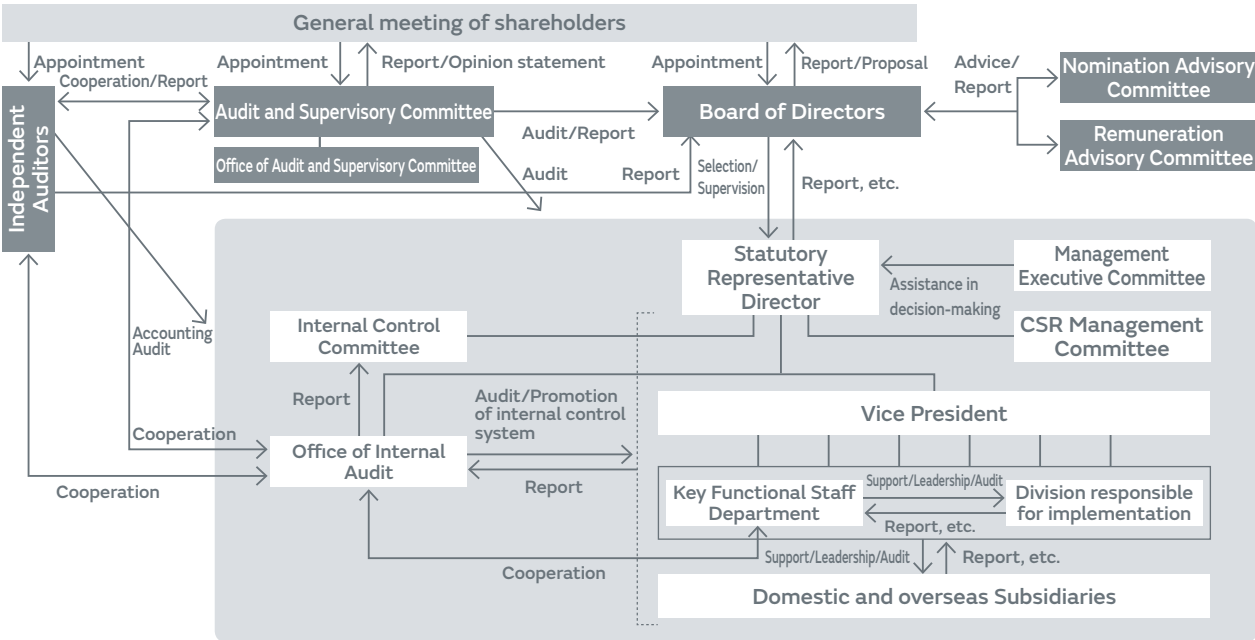 General meeting of shareholders
Appointment
Cooperation/Report
Appointment
Report/Opinion statement
Appointment
Report/Proposal
Advice/
Report
Nomination Advisory
Committee
Remuneration
Advisory Committee
Independent
Auditors
Audit and Supervisory Committee
Office of Audit and Supervisory Committee
Audit/Report
Audit
Board of Directors
Report
Selection/
Supervision
Report, etc.
Statutory
Representative
Director
Management
Executive Committee
Assistance in
decision-making
CSR Management
Committee
Accounting
Audit
Internal Control
Committee
Report
Audit/Promotion
of internal control
system
Vice President
Cooperation
Office of Internal
Audit
Report
Cooperation
Key Functional Staff
Department
Support/Leadership/Audit
Report, etc.
Division responsible
for implementation
Cooperation
Support/Leadership/Audit
Report, etc.
Domestic and overseas Subsidiaries